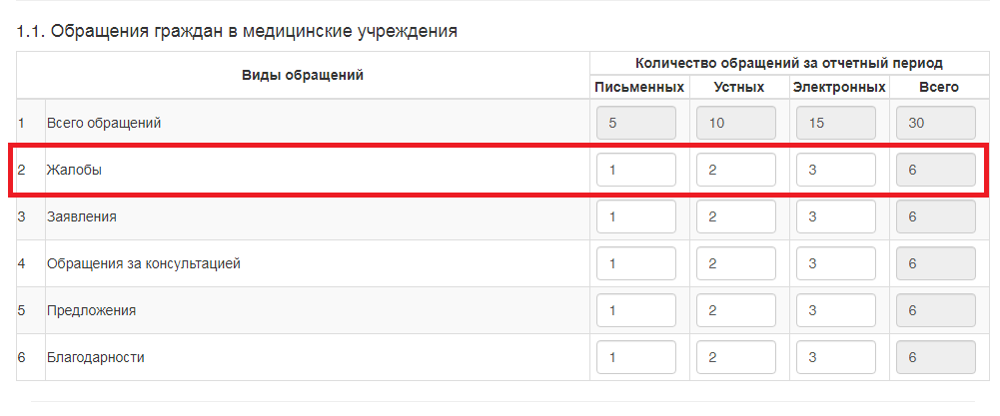 1.1. Обращения граждан в медицинские учреждения
Виды обращений Количество обращений за отчетный период
Письменных Устных Электронных Всего
1 Всего обращений 5 10 15 30
2 Жалобы 1 2 3 6
3 Заявления 1 2 3 6
4 Обращения за консультацией 1 2 3 6
5 Предложения 1 2 3 6
6 Благодарности 1 2 3 6